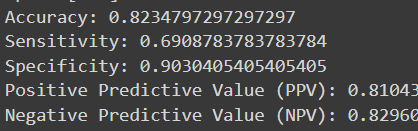 Accuracy: 0.8234797297297297
Sensitivity: 0.6908783783783784
Specificity: 0.9030405405405405
Positive Predictive Value (PPV): 0.81043
Negative Predictive Value (NPV): 0.82960